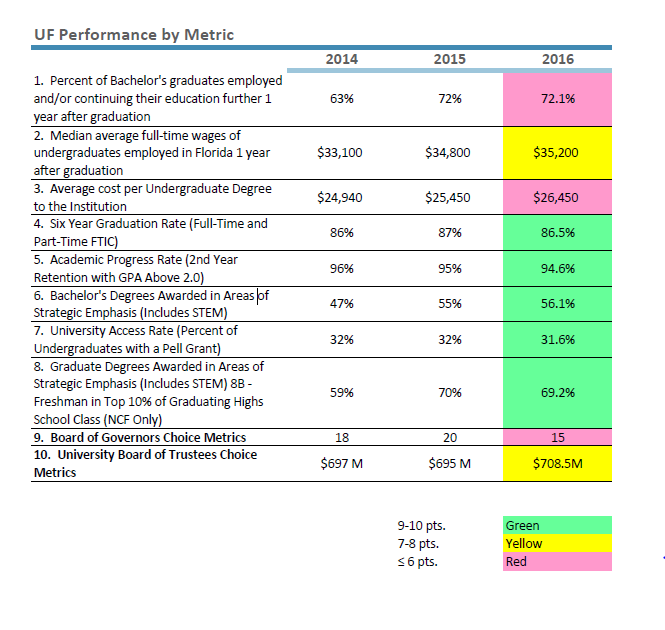 UF Performance by Metric
2014 2015 2016
1. Percent of Bachelor's graduates employed
and/or continuing their education further 1
year after graduation
63% 72% 72.1%
2. Median average full-time wages of
undergraduates employed in Florida 1 year
after graduation
$33,100 $34,800 $35,200
3. Average cost per Undergraduate Degree
to the Institution
$24,940 $25,450 $26,450
4. Six Year Graduation Rate (Full-Time and
Part-Time FTIC)
86% 87% 86.5%
5. Academic Progress Rate (2nd Year
Retention with GPA Above 2.0)
96% 95% 94.6%
6. Bachelor's Degrees Awarded in Areas of
Strategic Emphasis (Includes STEM)
47% 55% 56.1%
7. University Access Rate (Percent of
Undergraduates with a Pell Grant)
32% 32% 31.6%
8. Graduate Degrees Awarded in Areas of
Strategic Emphasis (Includes STEM) 8B -
Freshman in Top 10% of Graduating Highs
School Class (NCF Only)
59% 70% 69.2%
9. Board of Governors Choice Metrics 18 20 15
10. University Board of Trustees Choice
Metrics
$697 M $695 M $708.5M
9-10 pts. Green
7-8 pts. Yellow
≤ 6 pts. Red